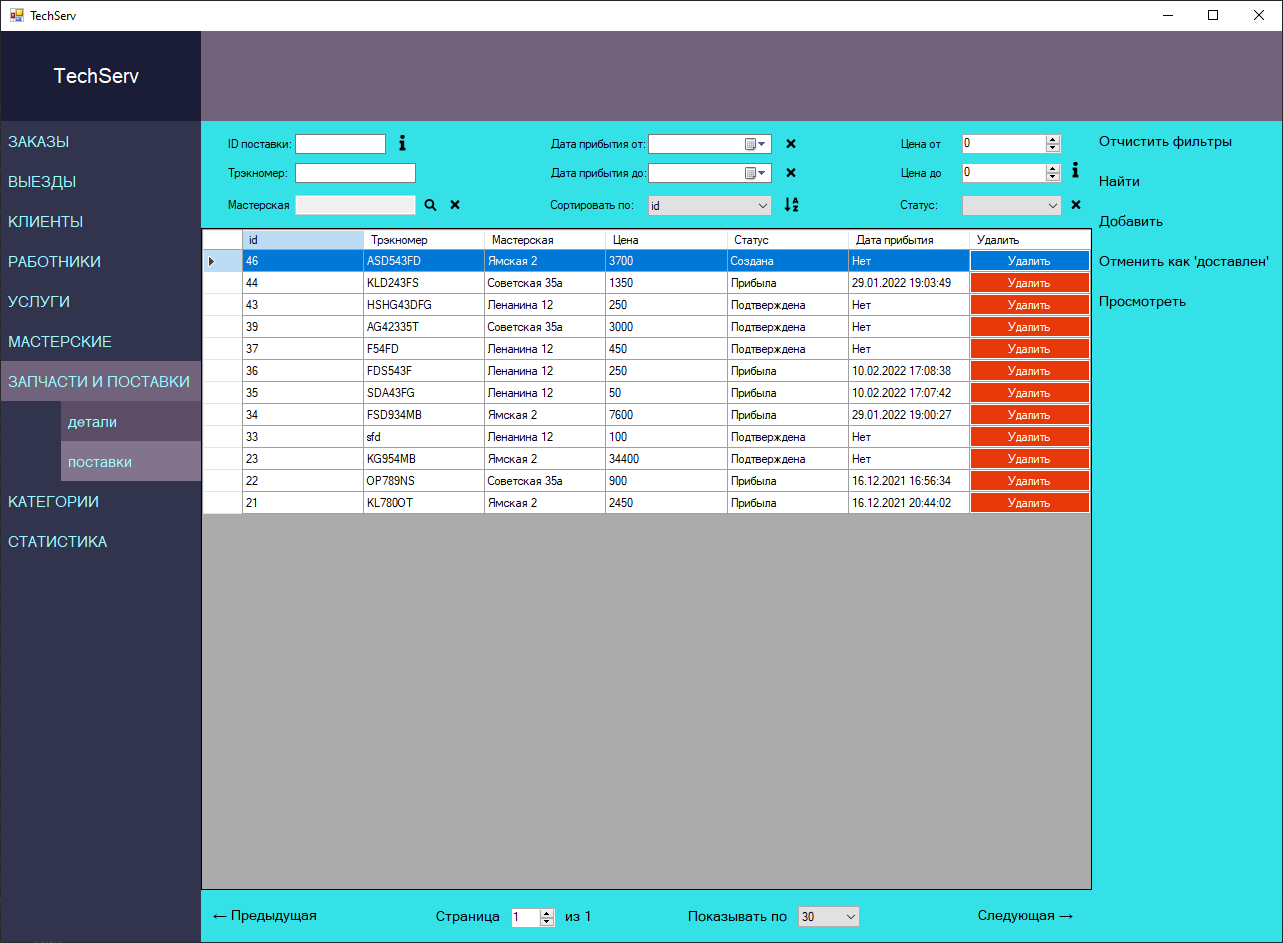 TechServ
TechServ
ЗАКАЗЫ
ВЫЕЗДЫ
КЛИЕНТЫ
РАБОТНИКИ
УСЛУГИ
МАСТЕРСКИЕ
ЗАПЧАСТИ И ПОСТАВКИ
детали
поставки
КАТЕГОРИИ
СТАТИСТИКА
ID поставки: Дата прибытия от: Цена от 0
Трэкномер: Дата прибытия до: Цена до 0
Мастерская Сортировать по: id Статус:
Отчистить фильтры
Найти
Добавить
Отменить как 'доставлен'
Просмотреть
id Трэкномер Мастерская Цена Статус Дата прибытия Удалить
46 ASD543FD Ямская 2 3700 Создана Нет Удалить
44 KLD243FS Советская 35а 1350 Прибыла 29.01.2022 19:03:49 Удалить
43 HSHG43DFG Ленанина 12 250 Подтверждена Нет Удалить
39 AG42335T Советская 35а 3000 Подтверждена Нет Удалить
37 F54FD Ленанина 12 450 Подтверждена Нет Удалить
36 FDS543F Ленанина 12 250 Прибыла 10.02.2022 17:08:38 Удалить
35 SDA43FG Ленанина 12 50 Прибыла 10.02.2022 17:07:42 Удалить
34 FSD934MB Ямская 2 7600 Прибыла 29.01.2022 19:00:27 Удалить
33 sfd Ленанина 12 100 Подтверждена Нет Удалить
23 KG954MB Ямская 2 34400 Подтверждена Нет Удалить
22 OP789NS Советская 35а 900 Прибыла 16.12.2021 16:56:34 Удалить
21 KL780OT Ямская 2 2450 Прибыла 16.12.2021 20:44:02 Удалить
← Предыдущая Страница 1 из 1 Показывать по 30 Следующая →